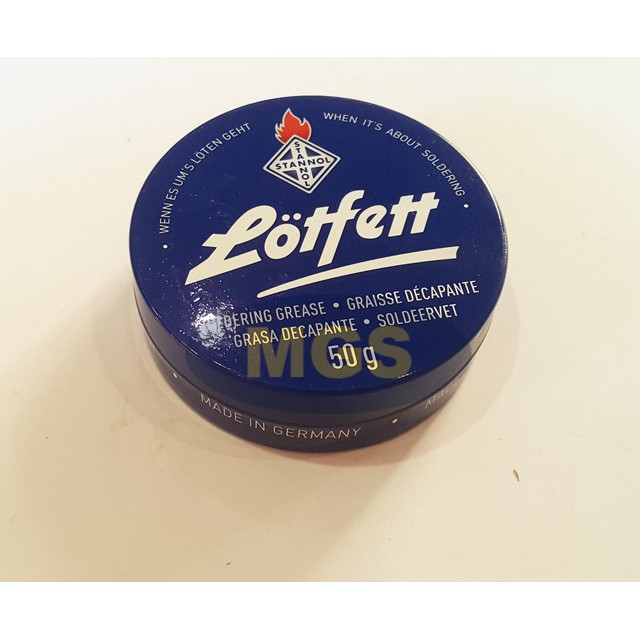 WENN ES UM'S LÖTEN GEHT
WHEN IT'S ABOUT SOLDERING
STANNOL
STANNOL
Lötfett
DERING GREASE • GRAISSE DÉCAPANTE
GRASA DECAPANTE • SOLDEERVET
MGS
50 g
MADE IN GERMANY